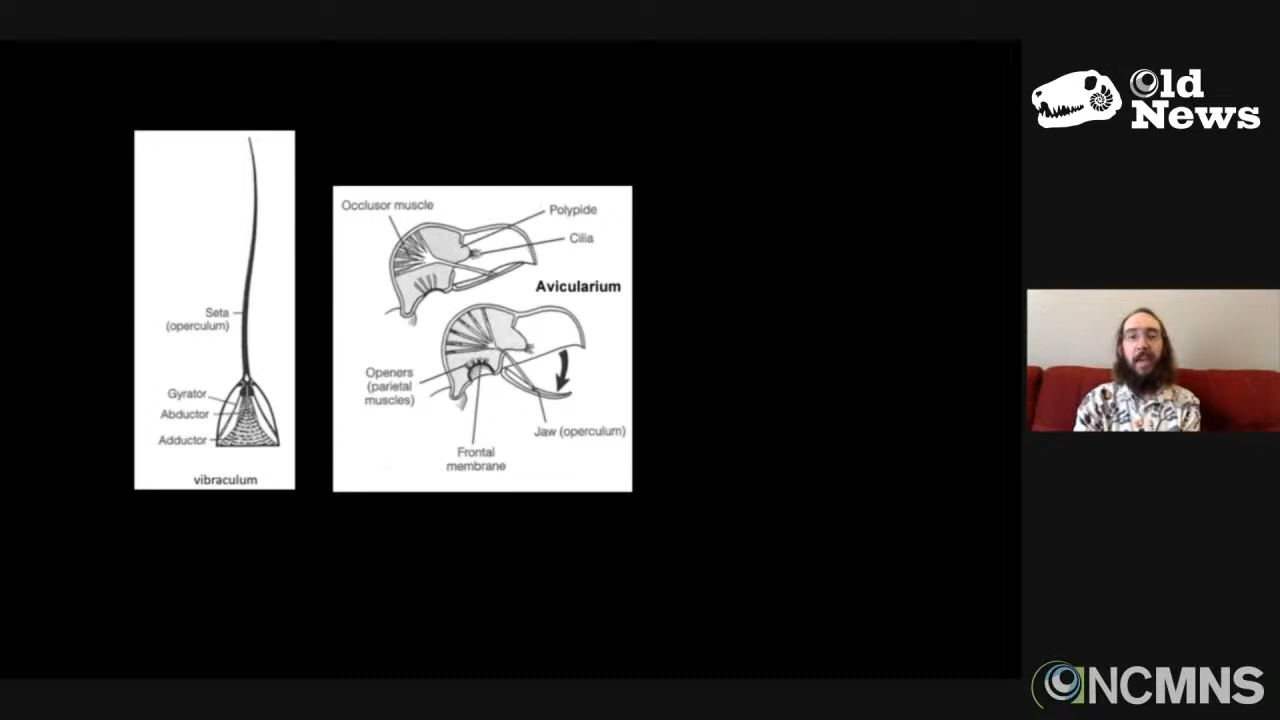 Old
News
Seta
(operculum)
Gyrator
Abductor
Adductor
vibraculum
Occlusor muscle
Polypide
Cilia
Avicularium
Openers
(parietal
muscles)
Jaw (operculum)
Frontal
membrane
NCMNS